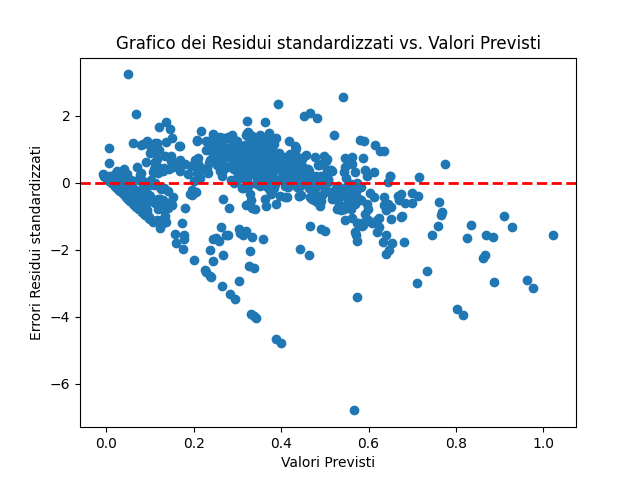 Grafico dei Residui standardizzati vs. Valori Previsti
Errori Residui standardizzati
2
0
−2
−4
−6
0.0 0.2 0.4 0.6 0.8 1.0
Valori Previsti